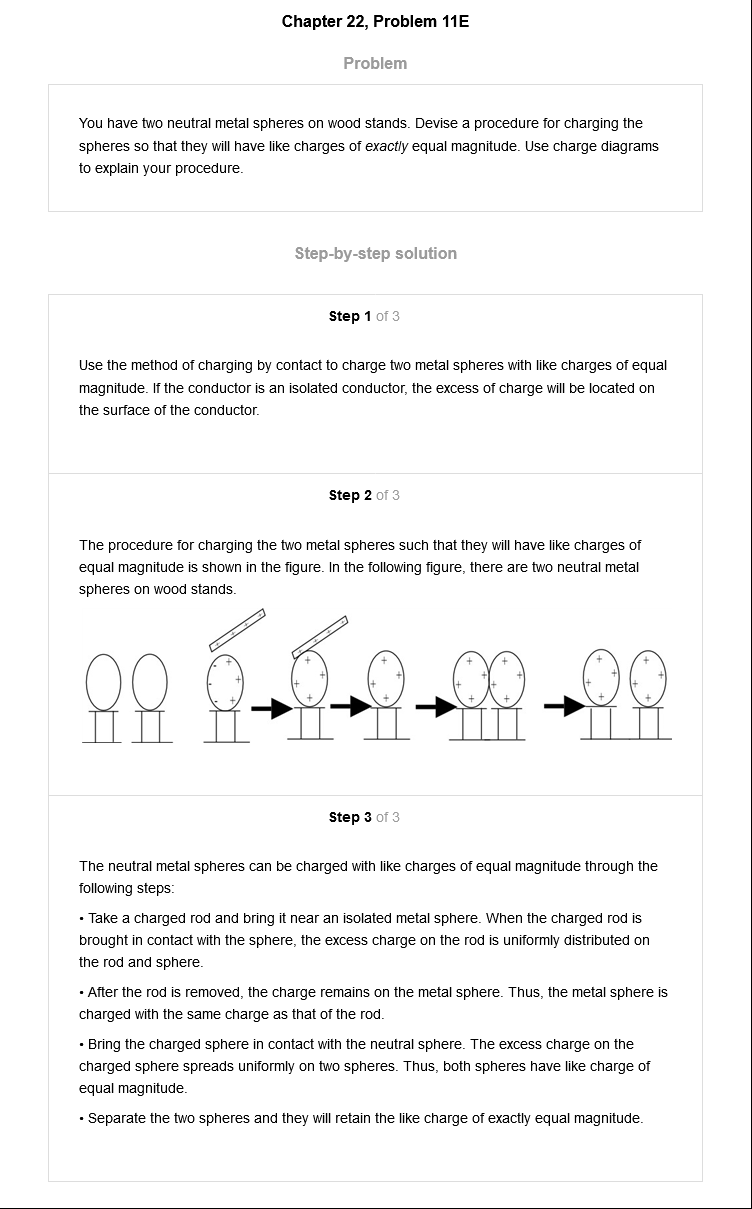 Chapter 22, Problem 11E
Problem
You have two neutral metal spheres on wood stands. Devise a procedure for charging the
spheres so that they will have like charges of exactly equal magnitude. Use charge diagrams
to explain your procedure.
Step-by-step solution
Step 1 of 3
Use the method of charging by contact to charge two metal spheres with like charges of equal
magnitude. If the conductor is an isolated conductor, the excess of charge will be located on
the surface of the conductor.
Step 2 of 3
The procedure for charging the two metal spheres such that they will have like charges of
equal magnitude is shown in the figure. In the following figure, there are two neutral metal
spheres on wood stands.
Step 3 of 3
The neutral metal spheres can be charged with like charges of equal magnitude through the
following steps:
• Take a charged rod and bring it near an isolated metal sphere. When the charged rod is
brought in contact with the sphere, the excess charge on the rod is uniformly distributed on
the rod and sphere.
• After the rod is removed, the charge remains on the metal sphere. Thus, the metal sphere is
charged with the same charge as that of the rod.
• Bring the charged sphere in contact with the neutral sphere. The excess charge on the
charged sphere spreads uniformly on two spheres. Thus, both spheres have like charge of
equal magnitude.
• Separate the two spheres and they will retain the like charge of exactly equal magnitude.